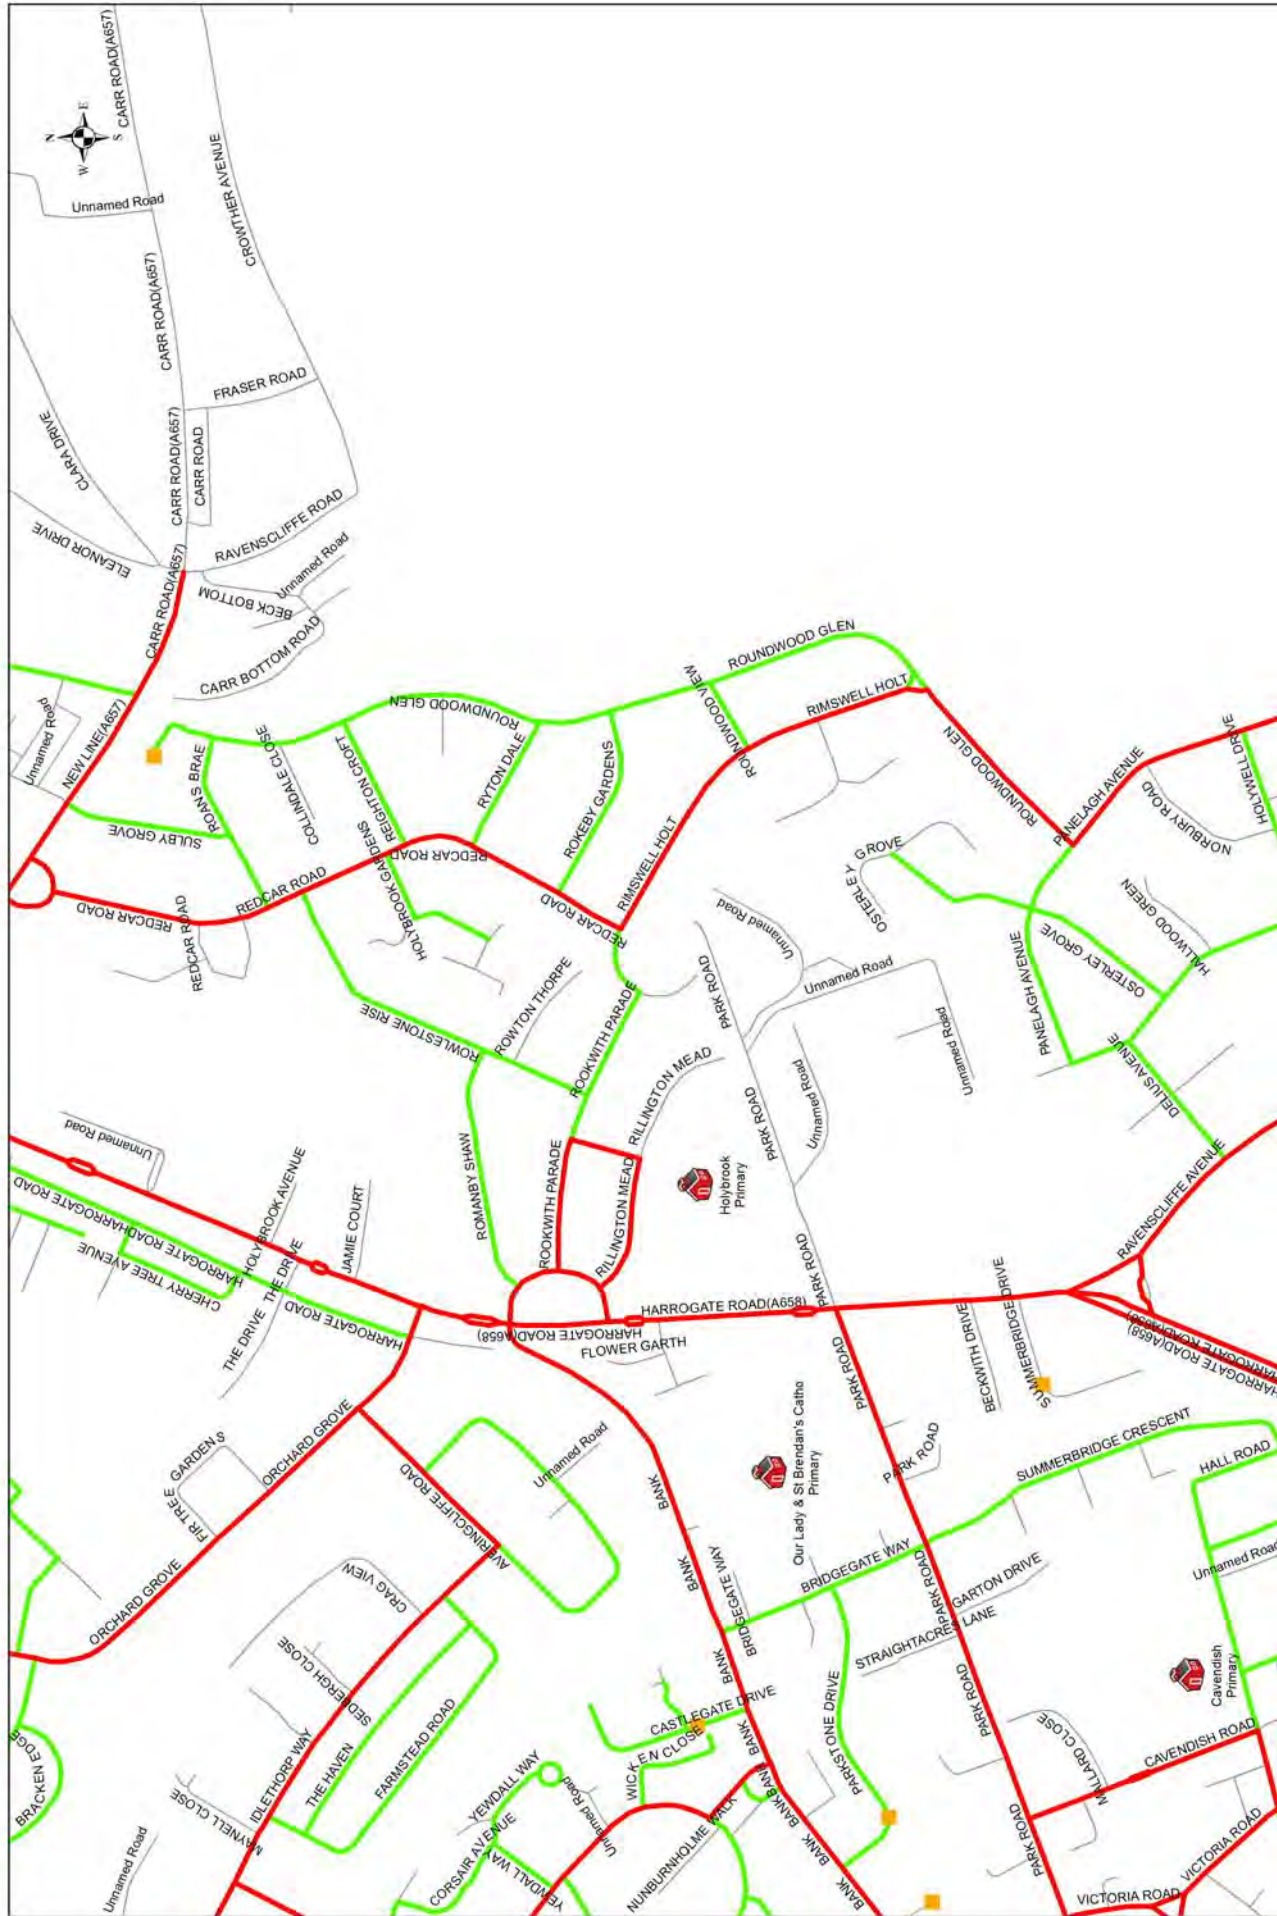 CARR ROAD(A657)
N
E
S
W
CROWTHER AVENUE
Unnamed Road
CARR ROAD(A657)
CLARA DRIVE
FRASER ROAD
CARR ROAD(A657)
CARR ROAD
ELEANOR DRIVE
RAVENSCLIFFE ROAD
CARR ROAD(A657)
BECK BOTTOM
Unnamed Road
CARR BOTTOM ROAD
ROUNDWOOD GLEN
Unnamed Road
NEW LINE(A657)
ROUNDWOOD GLEN
ROUNDWOOD VIEW
RIMSWELL HOLT
ROANS BRAE
COLLINDALE CLOSE
REIGHTON CROFT
RYTON DALE
ROKEBY GARDENS
ROUNDWOOD GLEN
SULBY GROVE
HOLYBROOK GARDENS
REDCAR ROAD
RIMSWELL HOLT
PANELAGH AVENUE
HOLYWELL DRIVE
NORBURY ROAD
REDCAR ROAD
REDCAR ROAD
REDCAR ROAD
REDCAR ROAD
OSTERLEY GROVE
Unnamed Road
HALLWOOD GREEN
OSTERLEY GROVE
PANELAGH AVENUE
PARK ROAD
Unnamed Road
ROWLESTONE RISE
ROWTON THORPE
ROOKWITH PARADE
Unnamed Road
RILLINGTON MEAD
Unnamed Road
DELIUS AVENUE
Unnamed Road
ROMANBY SHAW
ROOKWITH PARADE
RILLINGTON MEAD
PARK ROAD
Holybrook
Primary
RAVENSCLIFFE AVENUE
HARROGATE ROAD
HARROGATE ROAD
HOLYBROOK AVENUE
CHERRY TREE AVENUE
THE DRIVE
JAMIE COURT
PARK ROAD
HARROGATE ROAD(A658)
HARROGATE ROAD(A658)
FLOWER GARTH
HARROGATE ROAD
THE DRIVE
SUMMERBRIDGE DRIVE
BECKWITH DRIVE
HARROGATE ROAD(A658)
HARROGATE ROAD(A658)
PARK ROAD
ORCHARD GROVE
FIR TREE GARDENS
AVERINGCLIFFE ROAD
Unnamed Road
BANK
Our Lady & St Brendan's Catho
Primary
PARK ROAD
SUMMERBRIDGE CRESCENT
HALL ROAD
ORCHARD GROVE
CRAG VIEW
BANK
BRIDGEGATE WAY
BRIDGEGATE WAY
PARK ROAD
GARTON DRIVE
STRAIGHTACRES LANE
Unnamed Road
SEDBERGH CLOSE
BANK
CASTLEGATE DRIVE
PARK ROAD
Cavendish
Primary
BRACKEN EDGE
IDLETHORP WAY
THE HAVEN
FARMSTEAD ROAD
WICKEN CLOSE
BANK
PARKSTONE DRIVE
MALLARD CLOSE
CAVENDISH ROAD
MAYNELL CLOSE
YEWDALL WAY
CORSAIR AVENUE
Unnamed Road
NUNBURNHOLME WALK
BANK
BANK
BANK
PARK ROAD
VICTORIA ROAD
Unnamed Road
YEWDALL WAY
BANK
VICTORIA ROAD